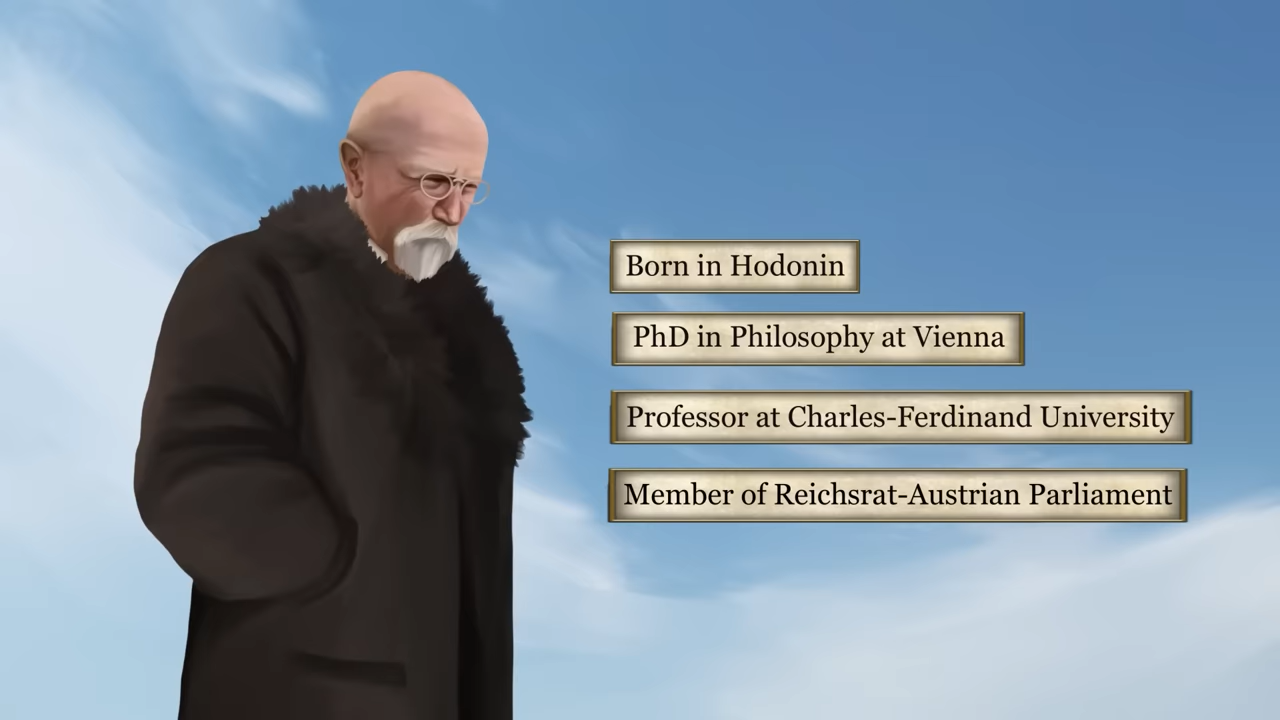 Born in Hodonin
PhD in Philosophy at Vienna
Professor at Charles-Ferdinand University
Member of Reichsrat-Austrian Parliament